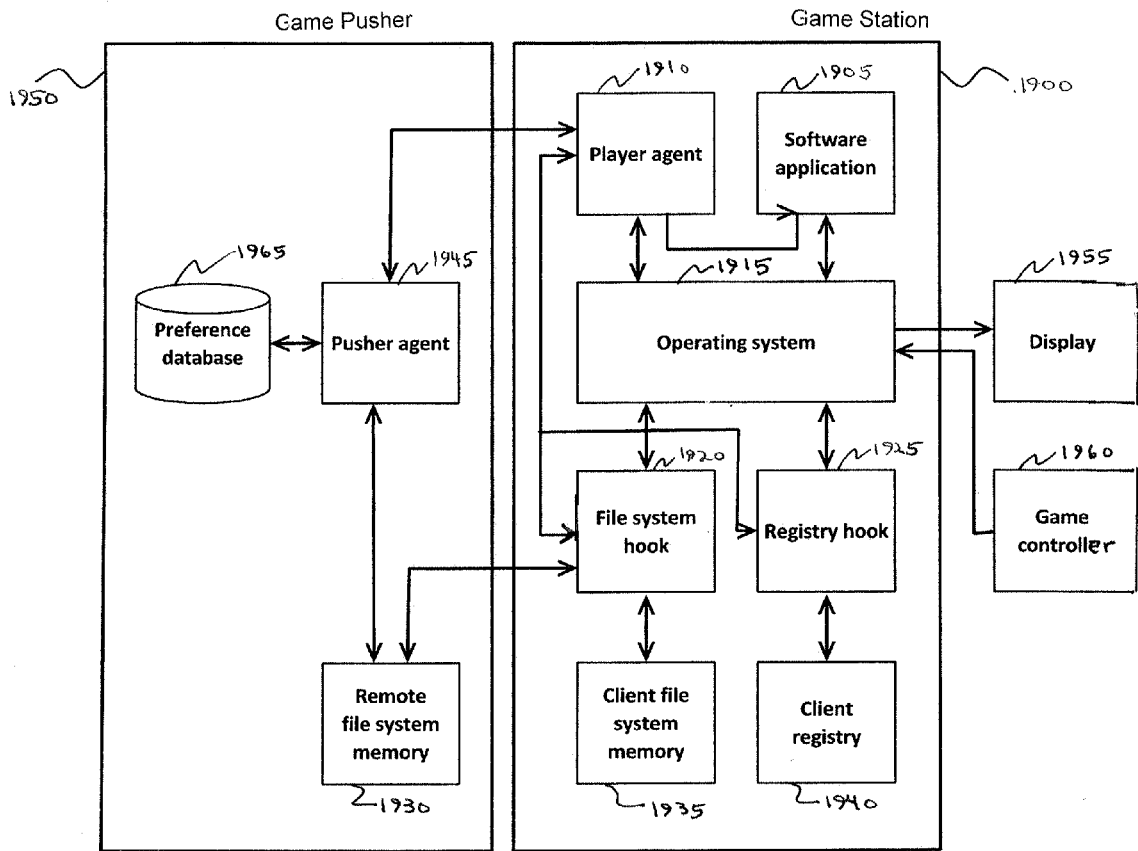 Game Pusher
Game Station
1950
1910
1905
.1900
Player agent
Software
application
1965
1945
1915
1955
Preference
database
Pusher agent
Operating system
Display
1920
1925
1960
File system
hook
Registry hook
Game
controller
Remote
file system
memory
Client file
system
memory
Client
registry
1930
1935
1940